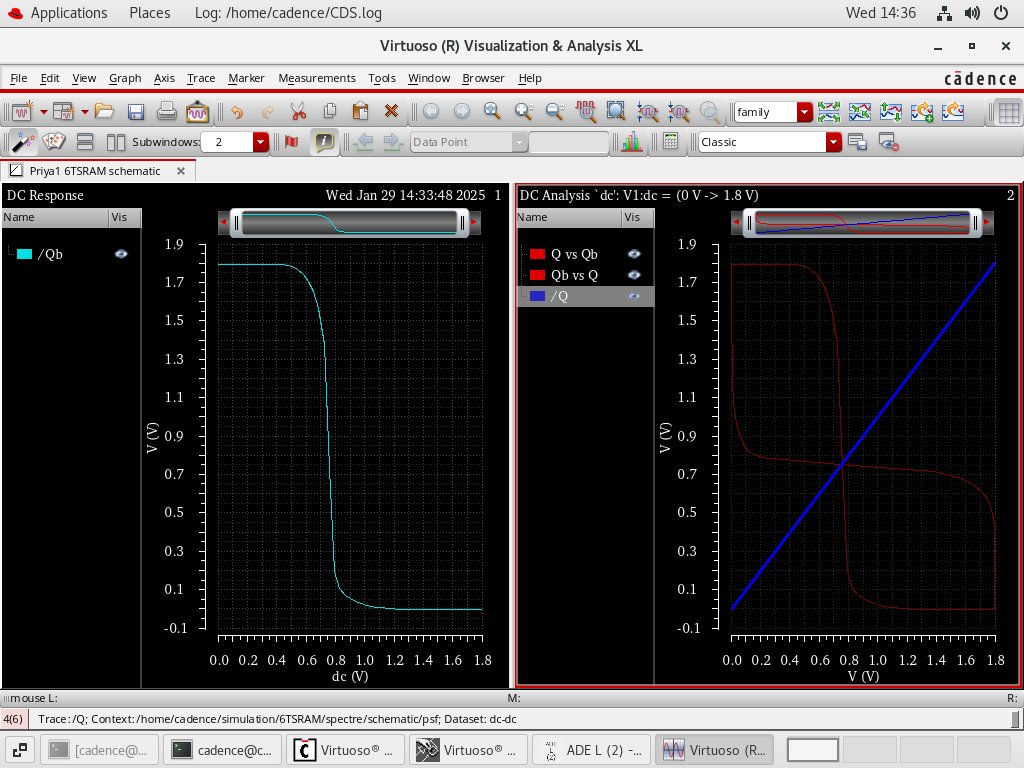 Applications Places Log: /home/cadence/CDS.log Wed 14:36
Virtuoso (R) Visualization & Analysis XL
File Edit View Graph Axis Trace Marker Measurements Tools Window Browser Help cādence
family
Subwindows: 2 Data Point Classic
Priya1 6TSRAM schematic
DC Response Wed Jan 29 14:33:48 2025 1
Name Vis
/Qb
1.9
1.7
1.5
1.3
1.1
0.9
0.7
0.5
0.3
0.1
-0.1
V (V)
0.0 0.2 0.4 0.6 0.8 1.0 1.2 1.4 1.6 1.8
dc (V)
DC Analysis `dc': V1:dc = (0 V -> 1.8 V) 2
Name Vis
Q vs Qb
Qb vs Q
/Q
1.9
1.7
1.5
1.3
1.1
0.9
0.7
0.5
0.3
0.1
-0.1
V (V)
0.0 0.2 0.4 0.6 0.8 1.0 1.2 1.4 1.6 1.8
V (V)
mouse L: M: R:
4(6) Trace: /Q; Context: /home/cadence/simulation/6TSRAM/spectre/schematic/psf; Dataset: dc-dc
[cadence@... cadence@c... Virtuoso® ... Virtuoso® ... ADE L (2) -... Virtuoso (R...